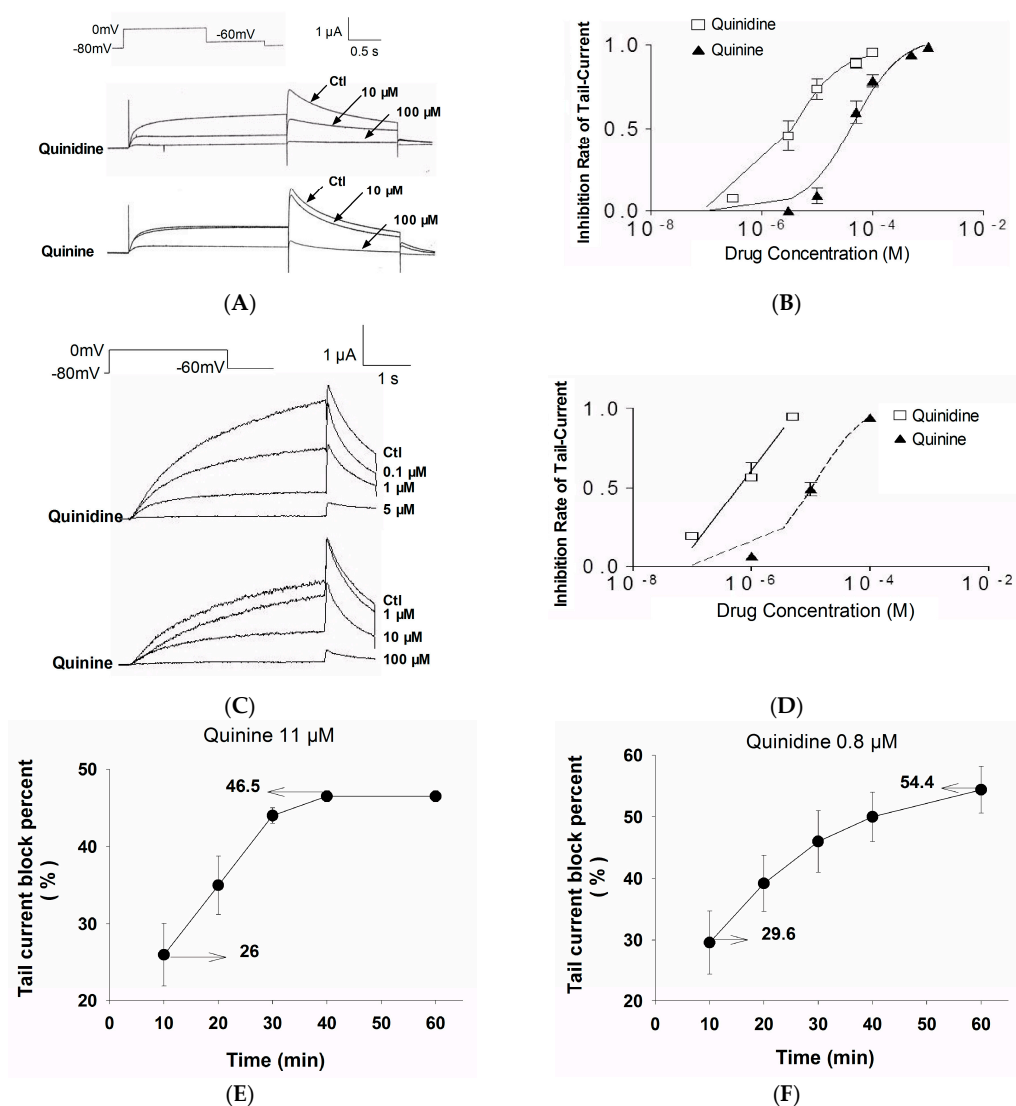 0mV
-60mV
-80mV
1 µA
0.5 s
Ctl
10 µM
100 µM
Quinidine
Ctl
10 µM
100 µM
Quinine
(A)
Quinidine
Quinine
Inhibition Rate of Tail-Current
1.0
0.5
0.0
10⁻⁸
10⁻⁶
10⁻⁴
10⁻²
Drug Concentration (M)
(B)
0mV
-80mV
-60mV
1 µA
1 s
Ctl
0.1 µM
1 µM
5 µM
Quinidine
Ctl
1 µM
10 µM
100 µM
Quinine
(C)
Quinidine
Quinine
Inhibition Rate of Tail-Current
1.0
0.5
0.0
10⁻⁸
10⁻⁶
10⁻⁴
10⁻²
Drug Concentration (M)
(D)
Quinine 11 µM
Tail current block percent
( % )
50
40
30
20
46.5
26
0 10 20 30 40 50 60
Time (min)
(E)
Quinidine 0.8 µM
Tail current block percent
( % )
60
50
40
30
20
54.4
29.6
0 10 20 30 40 50 60
Time (min)
(F)